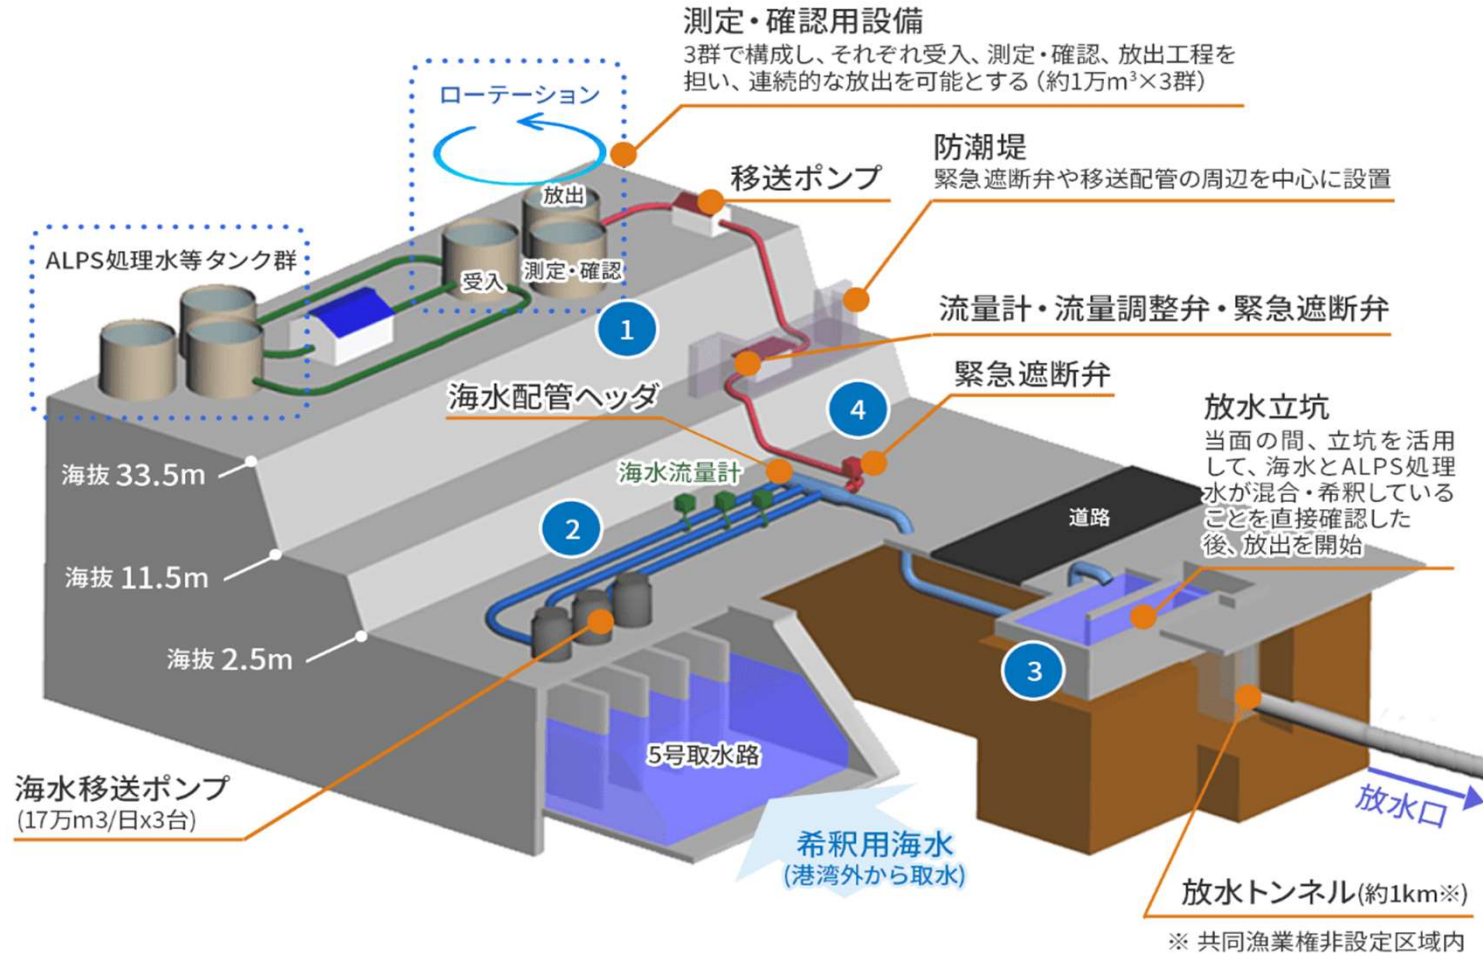 測定・確認用設備
3群で構成し、それぞれ受入、測定・確認、放出工程を
担い、連続的な放出を可能とする（約1万m³×3群）
ローテーション
防潮堤
緊急遮断弁や移送配管の周辺を中心に設置
移送ポンプ
放出
ALPS処理水等タンク群
受入
測定・確認
流量計・流量調整弁・緊急遮断弁
1
緊急遮断弁
海水配管ヘッダ
4
放水立坑
当面の間、立坑を活用
して、海水とALPS処理
水が混合・希釈している
ことを直接確認した
後、放出を開始
海抜 33.5m
海水流量計
2
道路
海抜 11.5m
海抜 2.5m
3
5号取水路
海水移送ポンプ
(17万m3/日x3台)
放水口
希釈用海水
(港湾外から取水)
放水トンネル(約1km※)
※ 共同漁業権非設定区域内